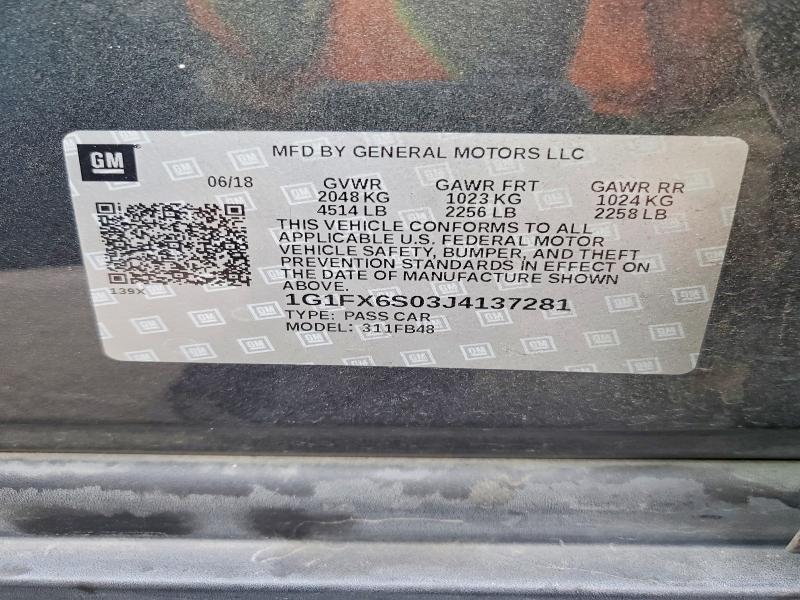 GM
MFD BY GENERAL MOTORS LLC
06/18 GVWR GAWR FRT GAWR RR
2048 KG 1023 KG 1024 KG
4514 LB 2256 LB 2258 LB
THIS VEHICLE CONFORMS TO ALL
APPLICABLE U.S. FEDERAL MOTOR
VEHICLE SAFETY, BUMPER, AND THEFT
PREVENTION STANDARDS IN EFFECT ON
THE DATE OF MANUFACTURE SHOWN
ABOVE.
139X
1G1FX6S03J4137281
TYPE: PASS CAR
MODEL: 311FB48